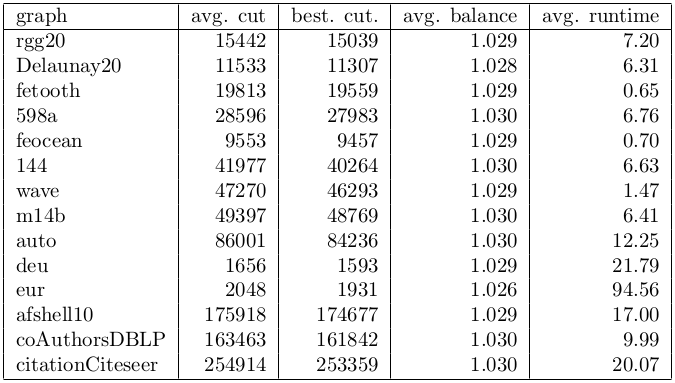 graph avg. cut best. cut. avg. balance avg. runtime
rgg20 15442 15039 1.029 7.20
Delaunay20 11533 11307 1.028 6.31
fetooth 19813 19559 1.029 0.65
598a 28596 27983 1.030 6.76
feocean 9553 9457 1.029 0.70
144 41977 40264 1.030 6.63
wave 47270 46293 1.029 1.47
m14b 49397 48769 1.030 6.41
auto 86001 84236 1.030 12.25
deu 1656 1593 1.029 21.79
eur 2048 1931 1.026 94.56
afshell10 175918 174677 1.029 17.00
coAuthorsDBLP 163463 161842 1.030 9.99
citationCiteseer 254914 253359 1.030 20.07